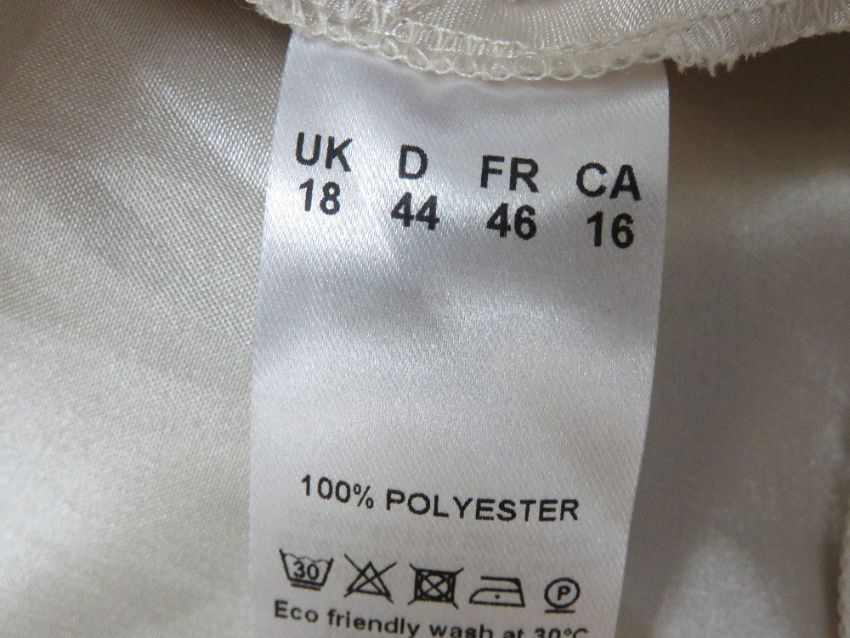 UK D FR CA
18 44 46 16
100% POLYESTER
30 P
Eco friendly wash at 30°C